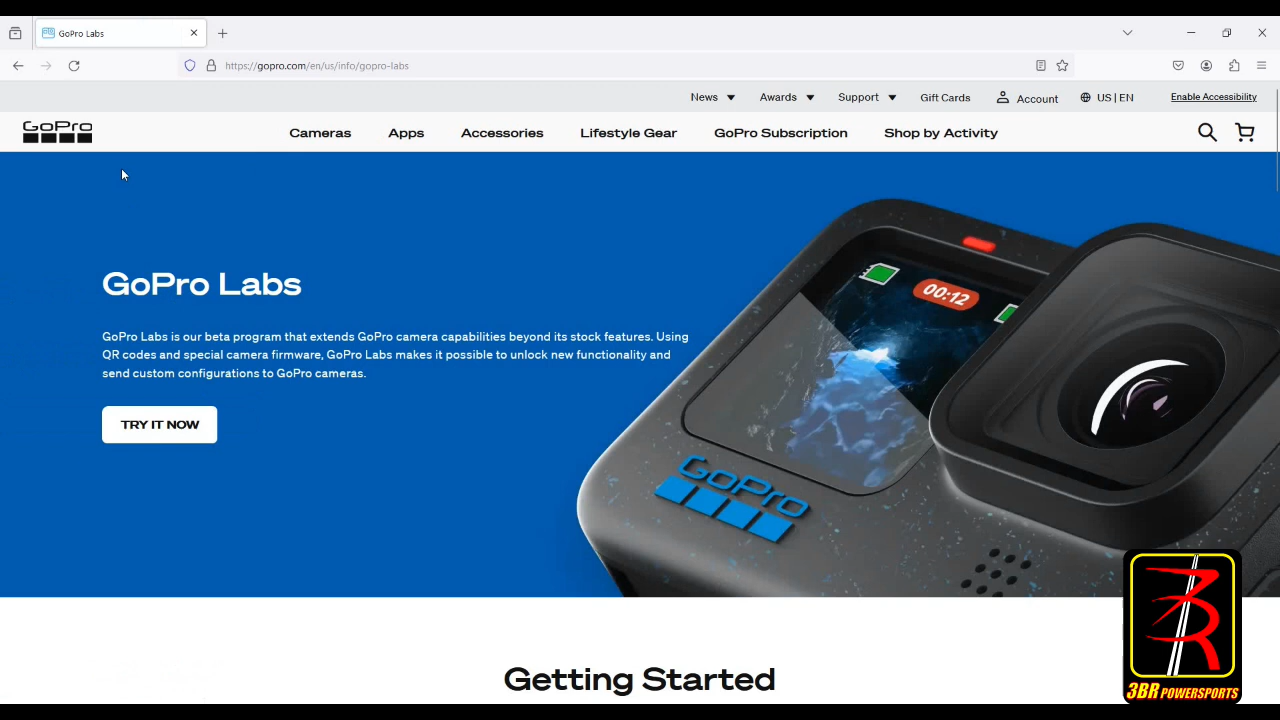 GoPro Labs
https://gopro.com/en/us/info/gopro-labs
News Awards Support Gift Cards Account US | EN Enable Accessibility
GoPro
Cameras Apps Accessories Lifestyle Gear GoPro Subscription Shop by Activity
GoPro Labs
GoPro Labs is our beta program that extends GoPro camera capabilities beyond its stock features. Using
QR codes and special camera firmware, GoPro Labs makes it possible to unlock new functionality and
send custom configurations to GoPro cameras.
TRY IT NOW
00:12
GoPro
Getting Started
3BR
3BR POWERSPORTS